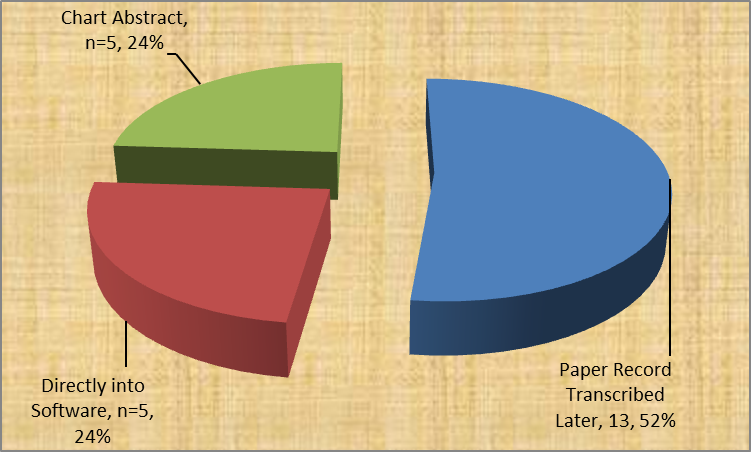 Chart Abstract,
n=5, 24%
Directly into
Software, n=5,
24%
Paper Record
Transcribed
Later, 13, 52%